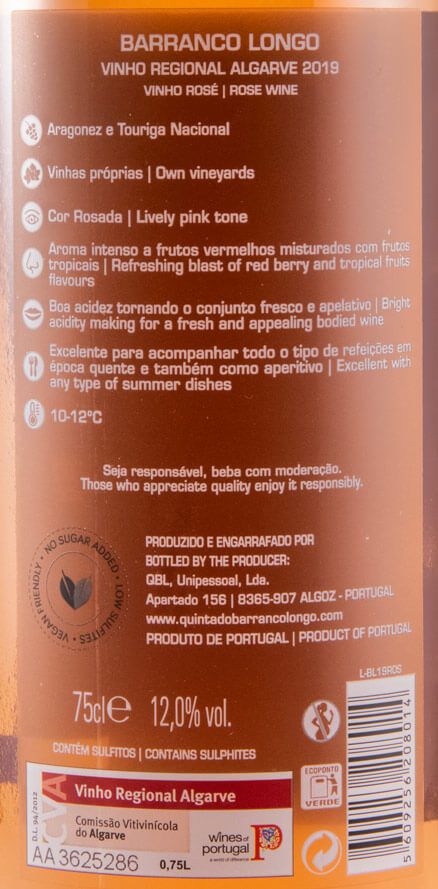 BARRANCO LONGO
VINHO REGIONAL ALGARVE 2019
VINHO ROSÉ | ROSE WINE
Aragonez e Touriga Nacional
Vinhas próprias | Own vineyards
Cor Rosada | Lively pink tone
Aroma intenso a frutos vermelhos misturados com frutos
tropicais | Refreshing blast of red berry and tropical fruits
flavours
Boa acidez tornando o conjunto fresco e apelativo | Bright
acidity making for a fresh and appealing bodied wine
Excelente para acompanhar todo o tipo de refeições em
época quente e também como aperitivo | Excellent with
any type of summer dishes
10-12ºC
Seja responsável, beba com moderação.
Those who appreciate quality enjoy it responsibly.
NO SUGAR ADDED • LOW SULFITES • VEGAN FRIENDLY •
PRODUZIDO E ENGARRAFADO POR
BOTTLED BY THE PRODUCER:
QBL, Unipessoal, Lda.
Apartado 156 | 8365-907 ALGOZ - PORTUGAL
www.quintadobarrancolongo.com
PRODUTO DE PORTUGAL | PRODUCT OF PORTUGAL
L-BL19ROS
75cl e 12,0% vol.
CONTÉM SULFITOS | CONTAINS SULPHITES
ECOPONTO
VERDE
5609256208014
D.L. 94/2012
CVA
Vinho Regional Algarve
Comissão Vitivinícola
do Algarve
AA 3625286 0,75L
wines of
portugal
a world of difference